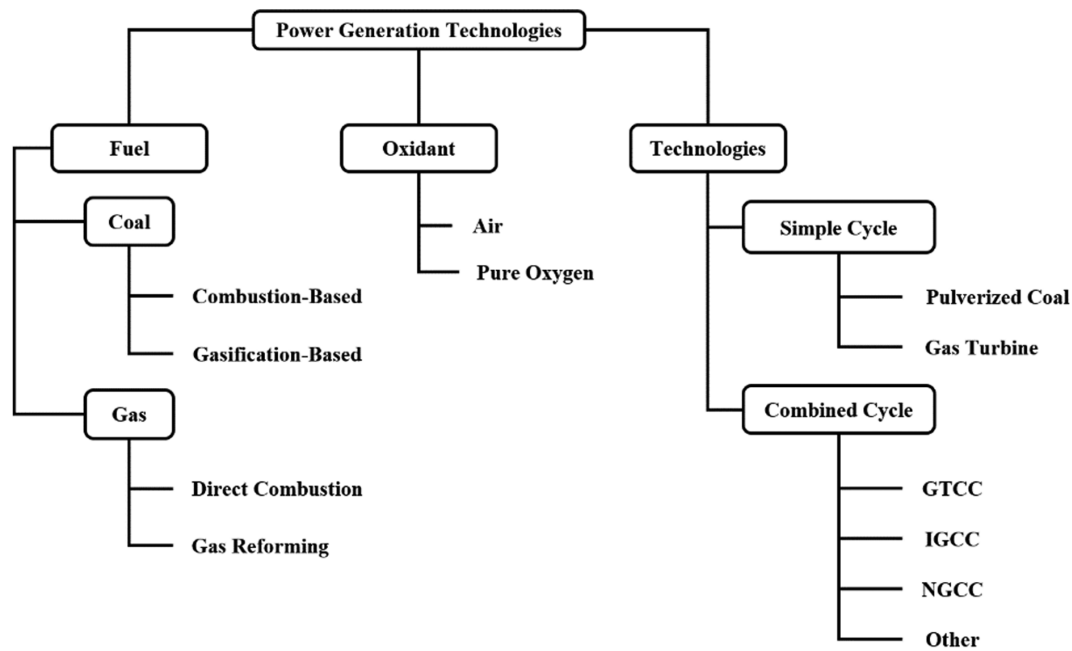 Power Generation Technologies
Fuel
Oxidant
Technologies
Coal
Combustion-Based
Gasification-Based
Gas
Direct Combustion
Gas Reforming
Air
Pure Oxygen
Simple Cycle
Pulverized Coal
Gas Turbine
Combined Cycle
GTCC
IGCC
NGCC
Other